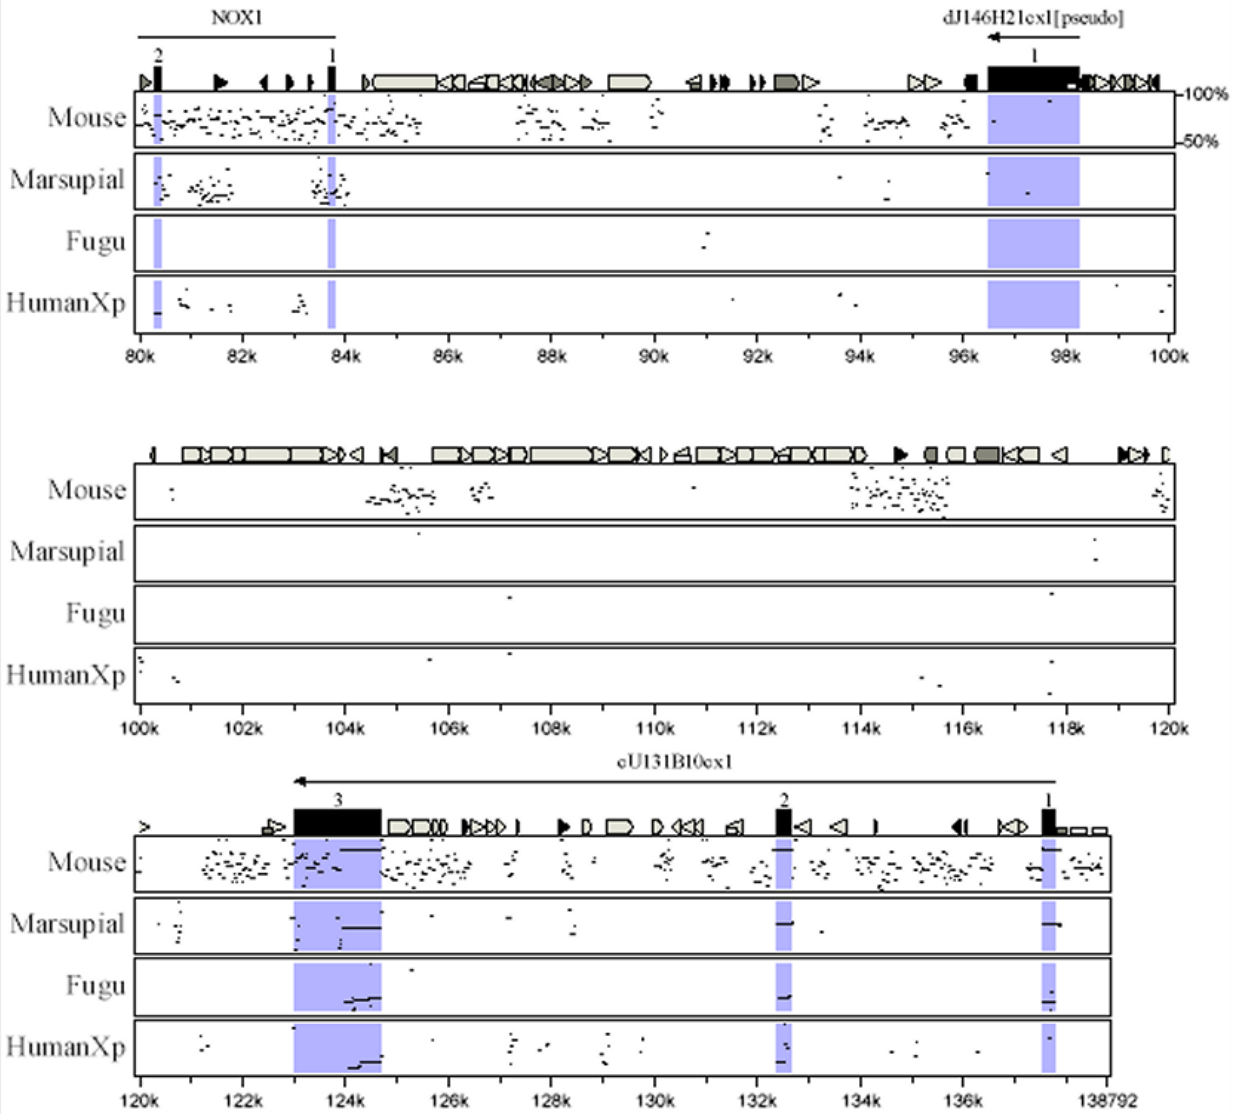 NOX1 dJ146H21cx1[pseudo]
2 1 1
Mouse 100%
50%
Marsupial
Fugu
HumanXp
80k 82k 84k 86k 88k 90k 92k 94k 96k 98k 100k
Mouse
Marsupial
Fugu
HumanXp
100k 102k 104k 106k 108k 110k 112k 114k 116k 118k 120k
cU131B10cx1
3 2 1
Mouse
Marsupial
Fugu
HumanXp
120k 122k 124k 126k 128k 130k 132k 134k 136k 138792